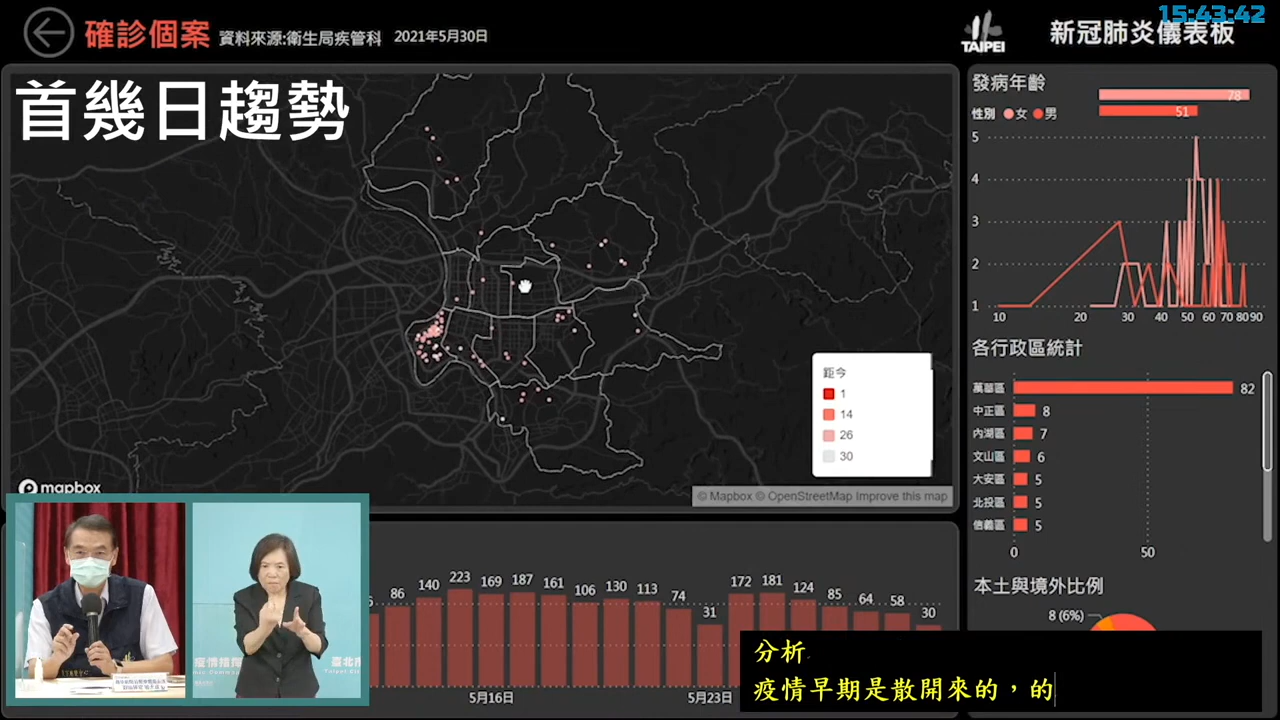 15:43:42
確診個案 資料來源:衛生局疾管科 2021年5月30日
TAIPEI
新冠肺炎儀表板
首幾日趨勢
發病年齡
78
性別 女 男
51
5
4
3
2
1
10 20 30 40 50 60 70 80 90
各行政區統計
萬華區 82
中正區 8
內湖區 7
文山區 6
大安區 5
北投區 5
信義區 5
0 50
本土與境外比例
8 (6%)
距今
1
14
26
30
mapbox
© Mapbox © OpenStreetMap Improve this map
86 140 223 169 187 161 106 130 113 74 31 172 181 124 85 64 58 30
5月16日 5月23日
疫情指揮
臺北市
分析
疫情早期是散開來的，的